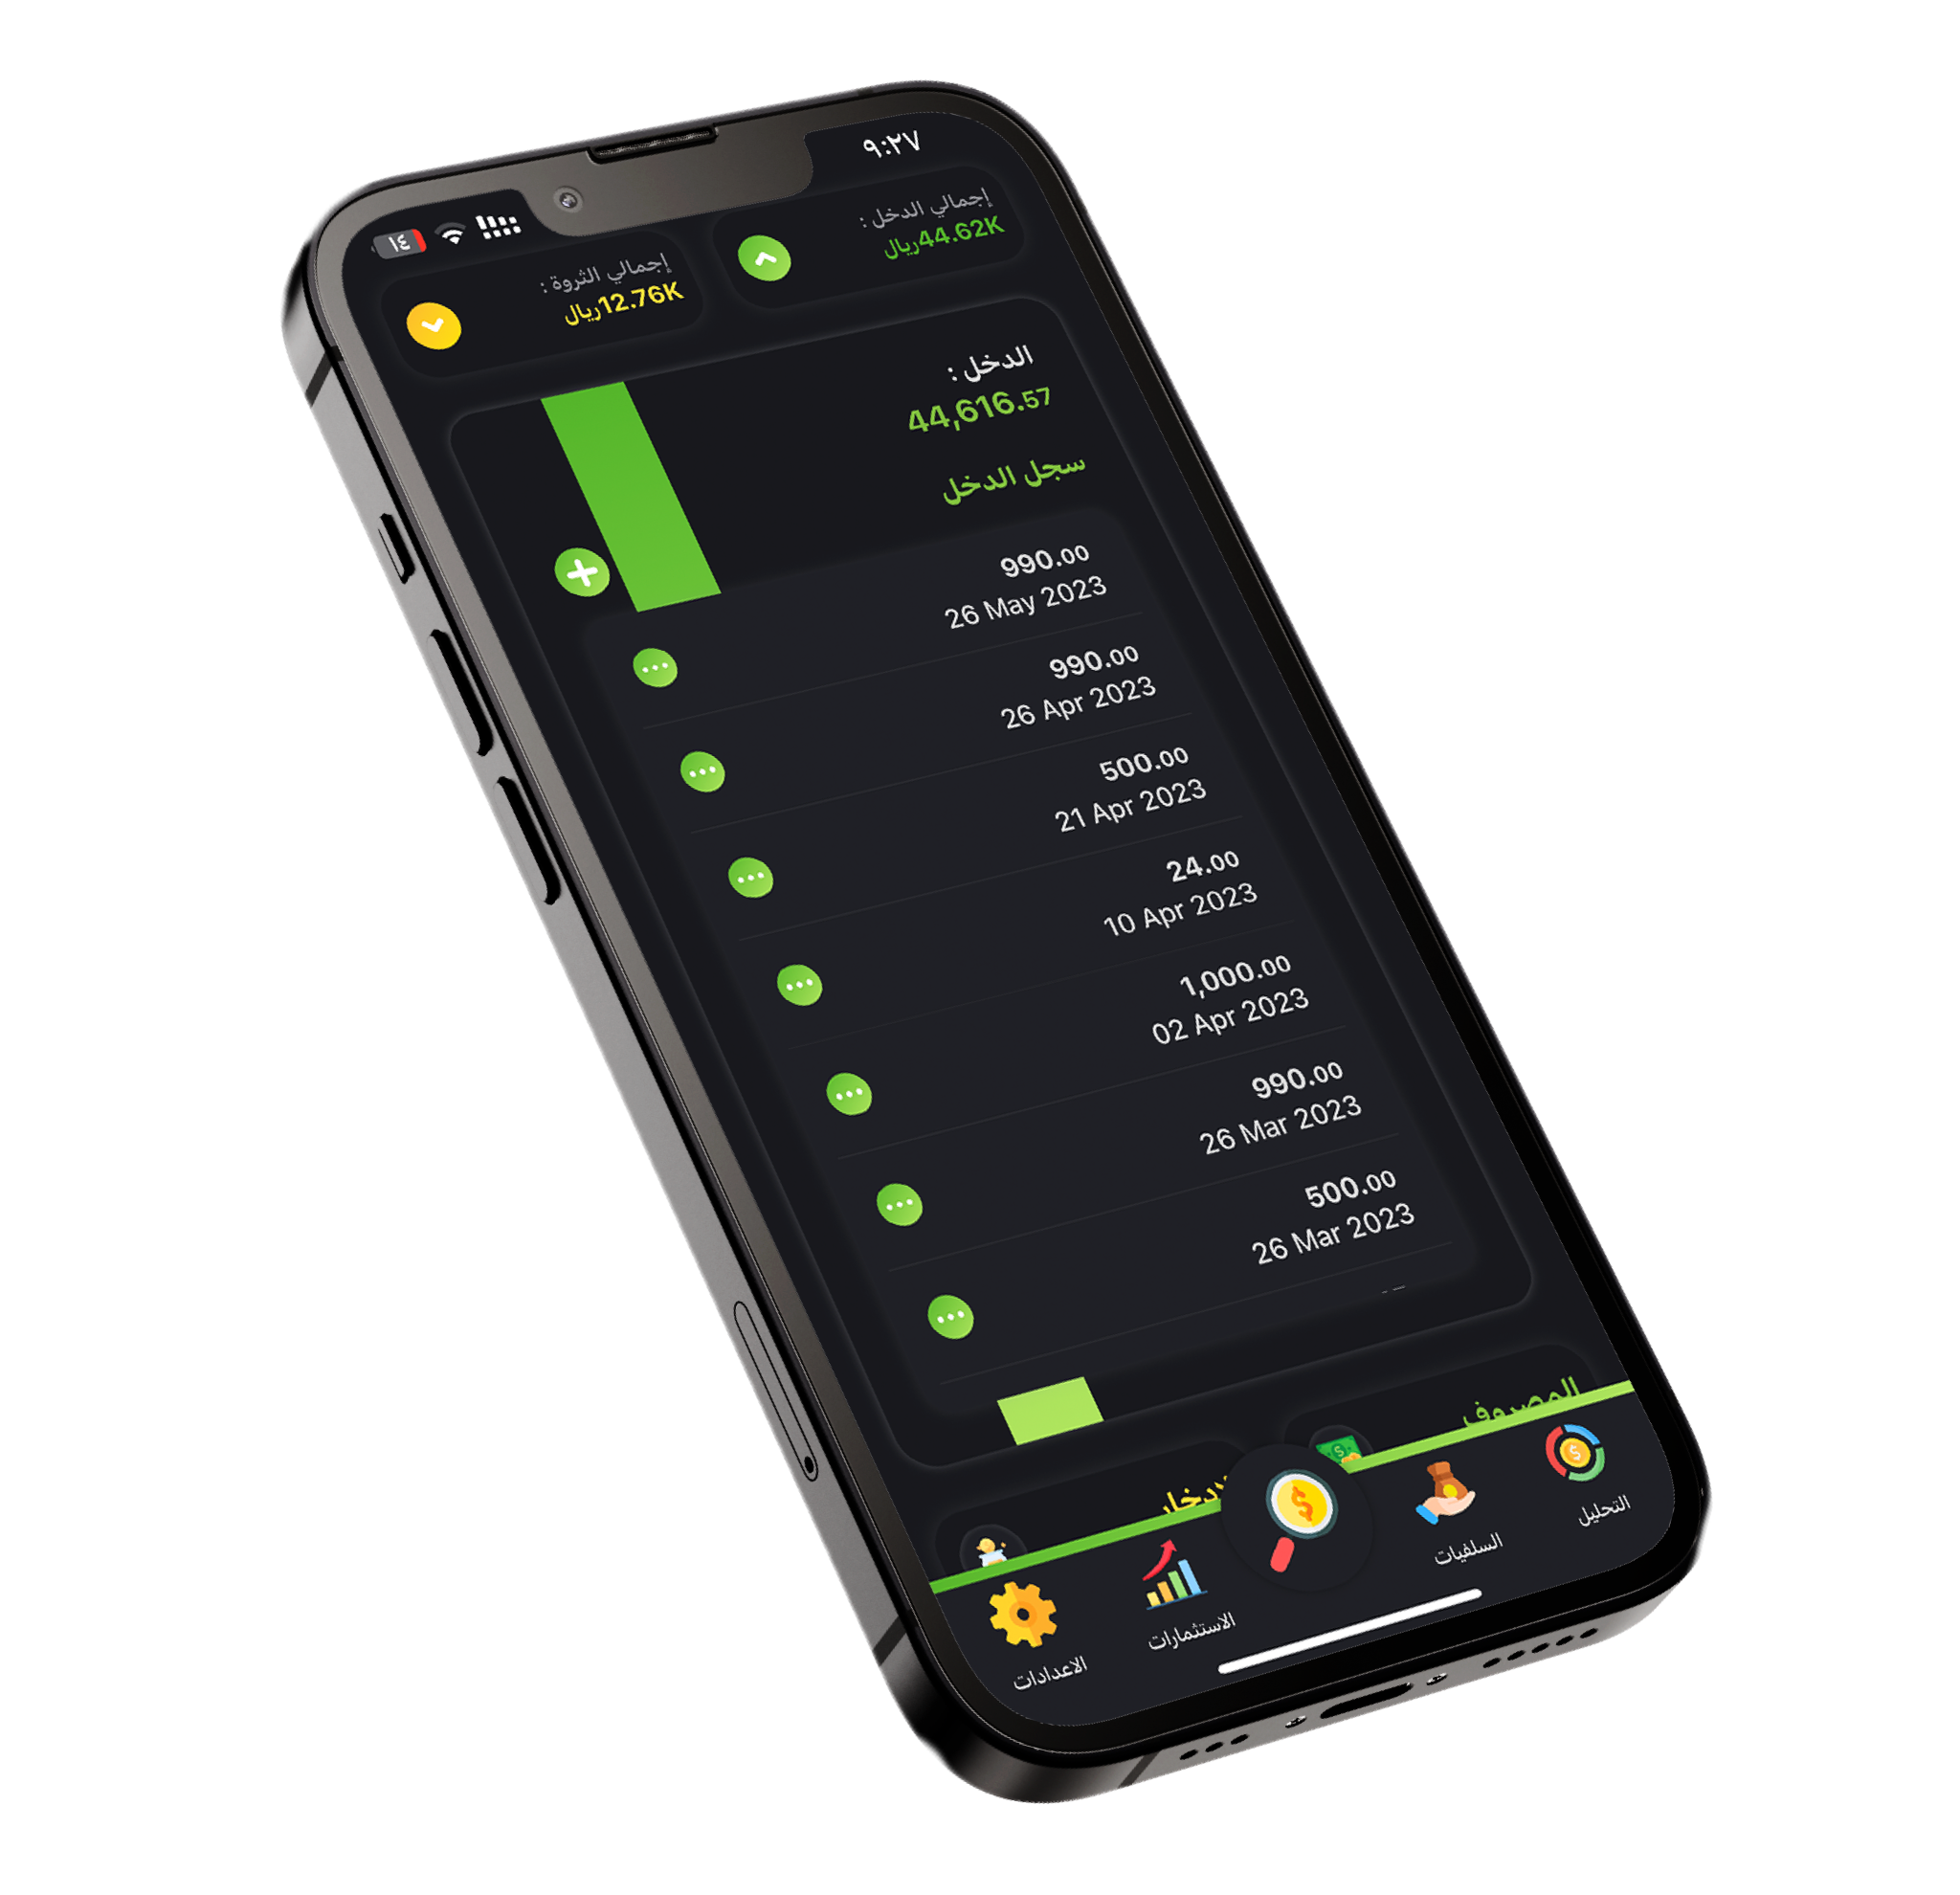 ٩:٢٧
١٤
إجمالي الدخل :
44.62Kريال
إجمالي الثروة :
12.76Kريال
الدخل :
44,616.57
سجل الدخل
990.00
26 May 2023
990.00
26 Apr 2023
500.00
21 Apr 2023
24.00
10 Apr 2023
1,000.00
02 Apr 2023
990.00
26 Mar 2023
500.00
26 Mar 2023
المصروف
التحليل
السلفيات
الاستثمارات
الاعدادات